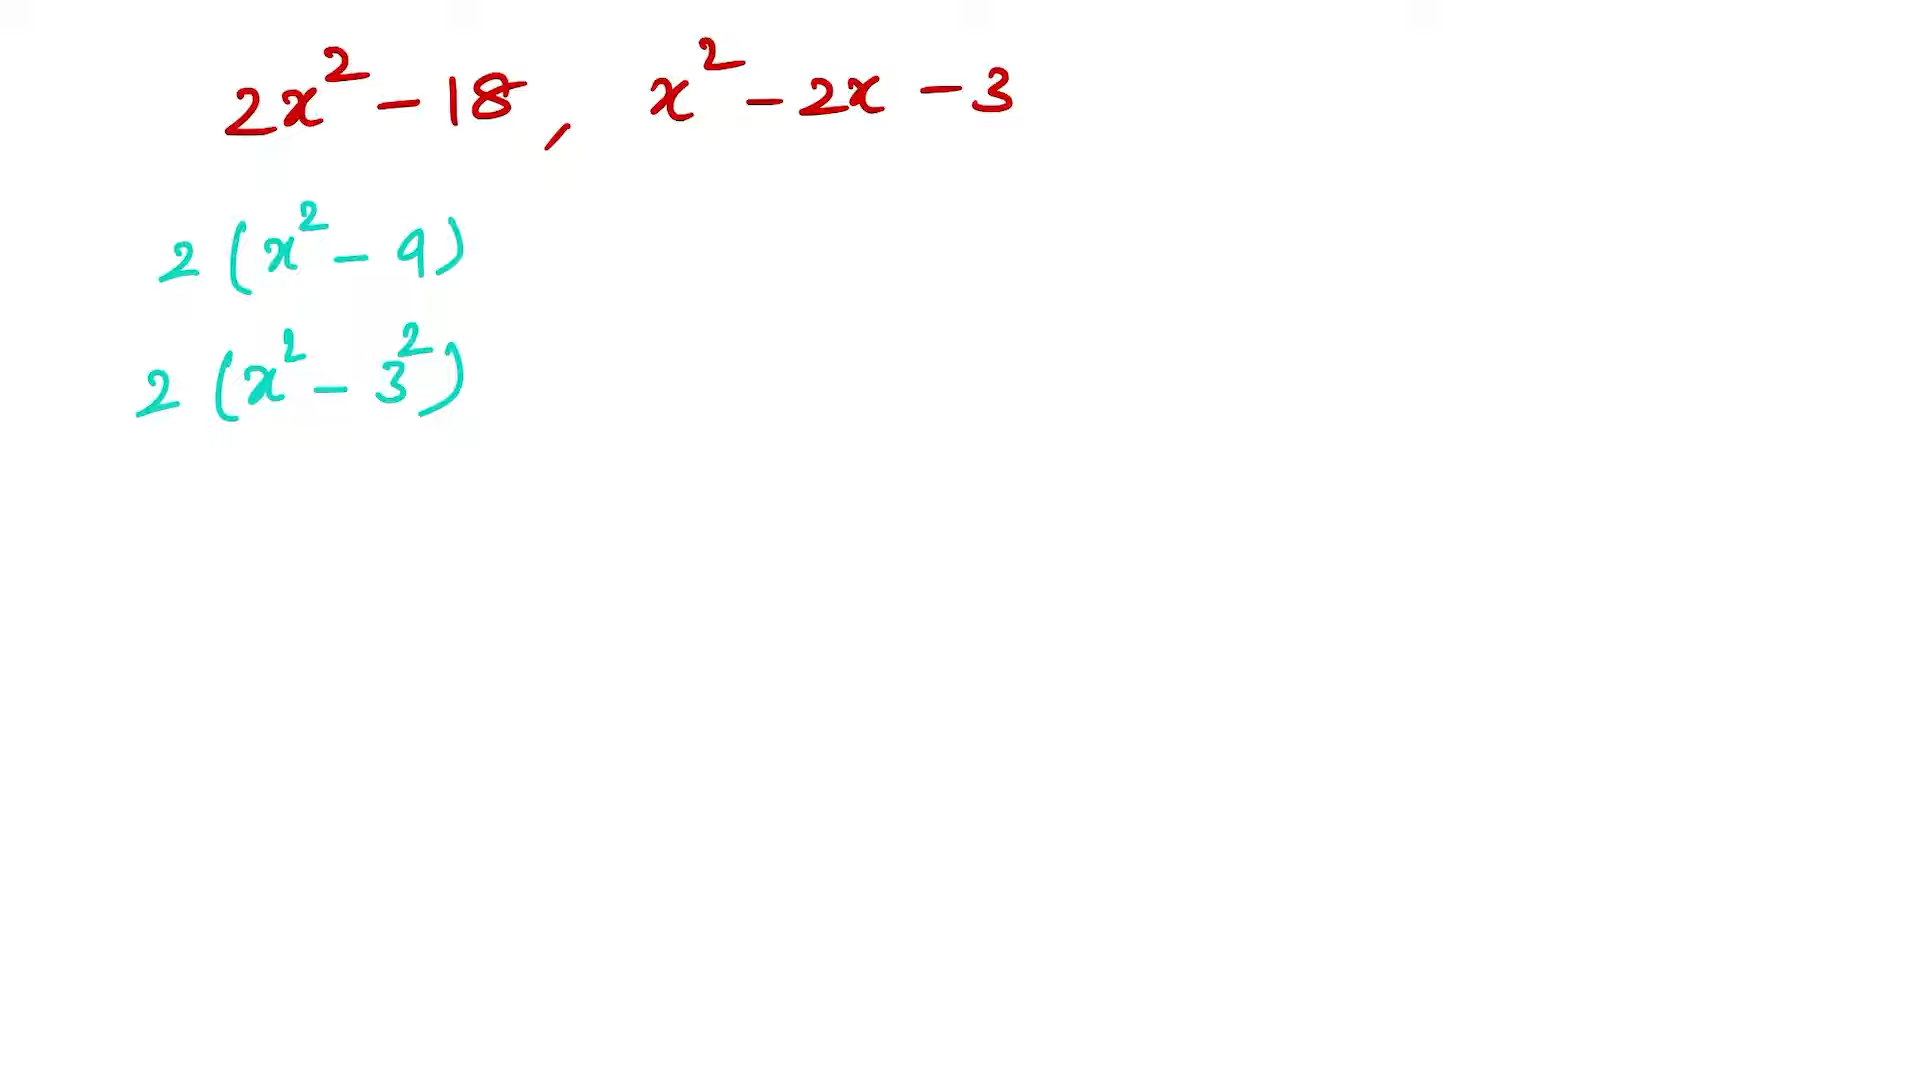 2x² - 18, x² - 2x - 3
2 (x² - 9)
2 (x² - 3²)